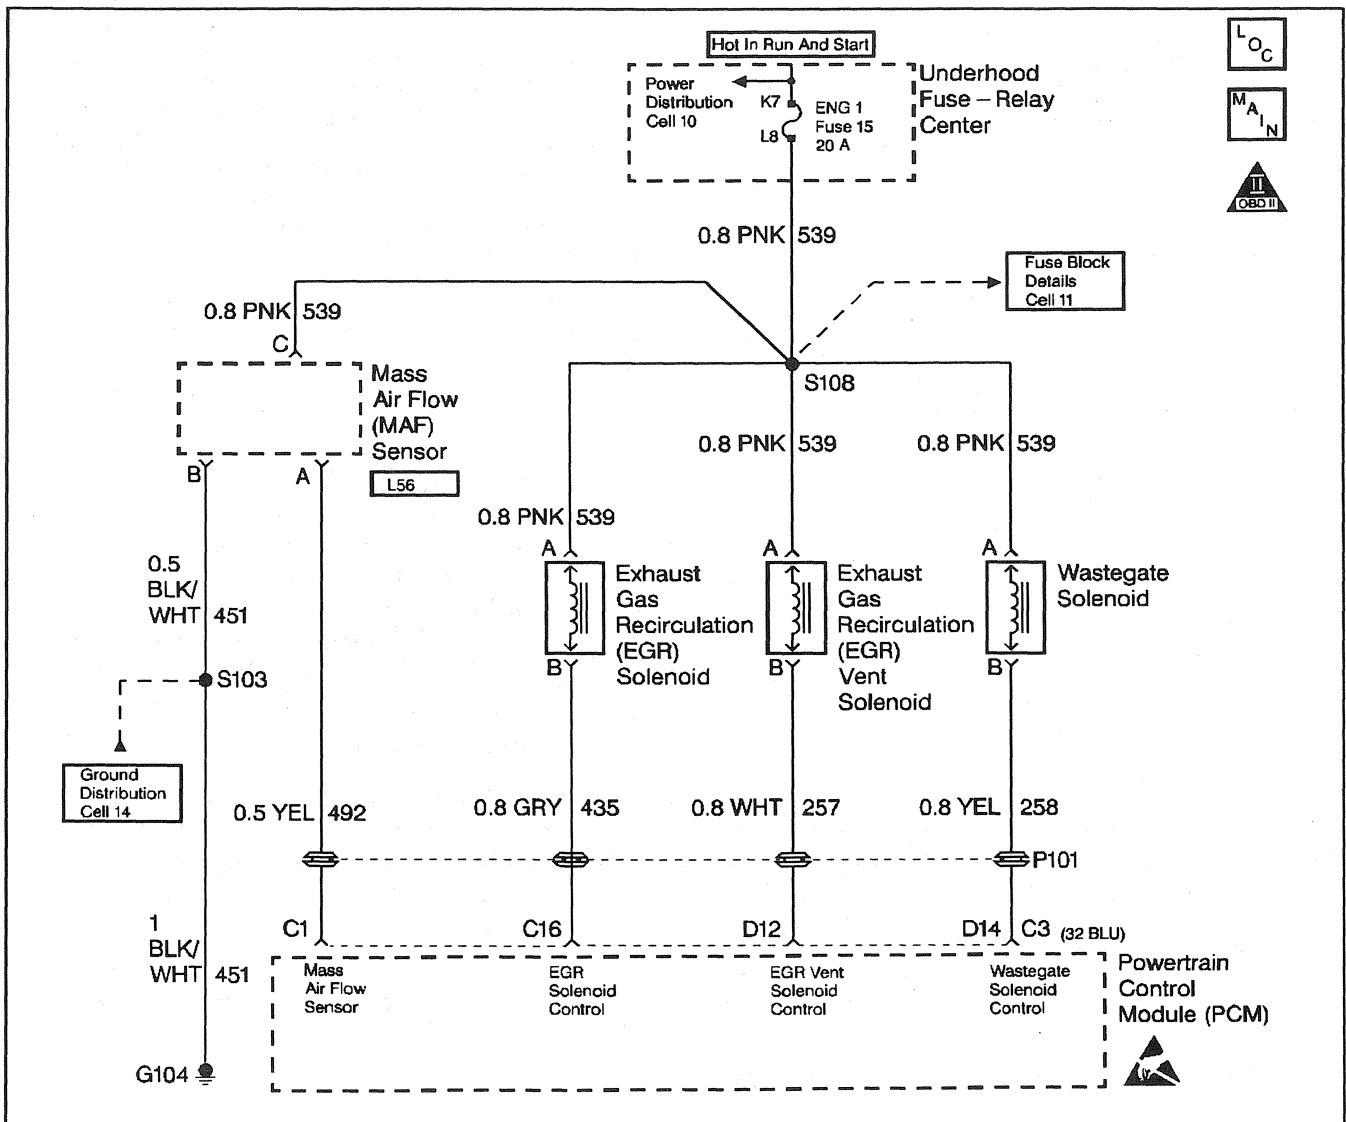 Hot In Run And Start
L O C
Power
Distribution
Cell 10
K7
L8
ENG 1
Fuse 15
20 A
Underhood
Fuse – Relay
Center
M A I N
II
OBD II
0.8 PNK 539
Fuse Block
Details
Cell 11
0.8 PNK 539
C
Mass
Air Flow
(MAF)
Sensor
L56
S108
0.8 PNK 539
0.8 PNK 539
B
A
0.8 PNK 539
A
A
A
Exhaust
Gas
Recirculation
(EGR)
Solenoid
Exhaust
Gas
Recirculation
(EGR)
Vent
Solenoid
Wastegate
Solenoid
0.5
BLK/
WHT 451
B
B
B
S103
Ground
Distribution
Cell 14
0.5 YEL 492
0.8 GRY 435
0.8 WHT 257
0.8 YEL 258
P101
1
BLK/
WHT 451
C1
C16
D12
D14
C3 (32 BLU)
Mass
Air Flow
Sensor
EGR
Solenoid
Control
EGR Vent
Solenoid
Control
Wastegate
Solenoid
Control
Powertrain
Control
Module (PCM)
G104